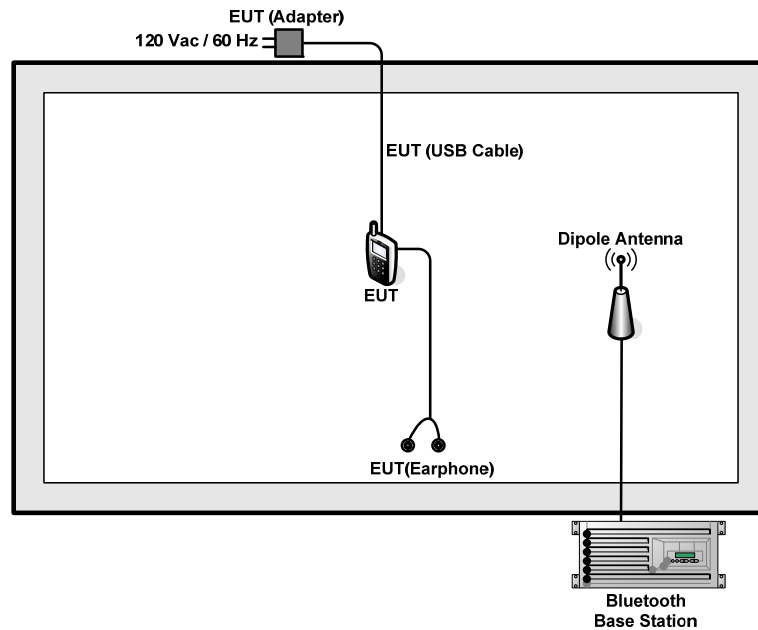 EUT (Adapter)
120 Vac / 60 Hz
EUT (USB Cable)
Dipole Antenna
EUT
EUT(Earphone)
Bluetooth
Base Station